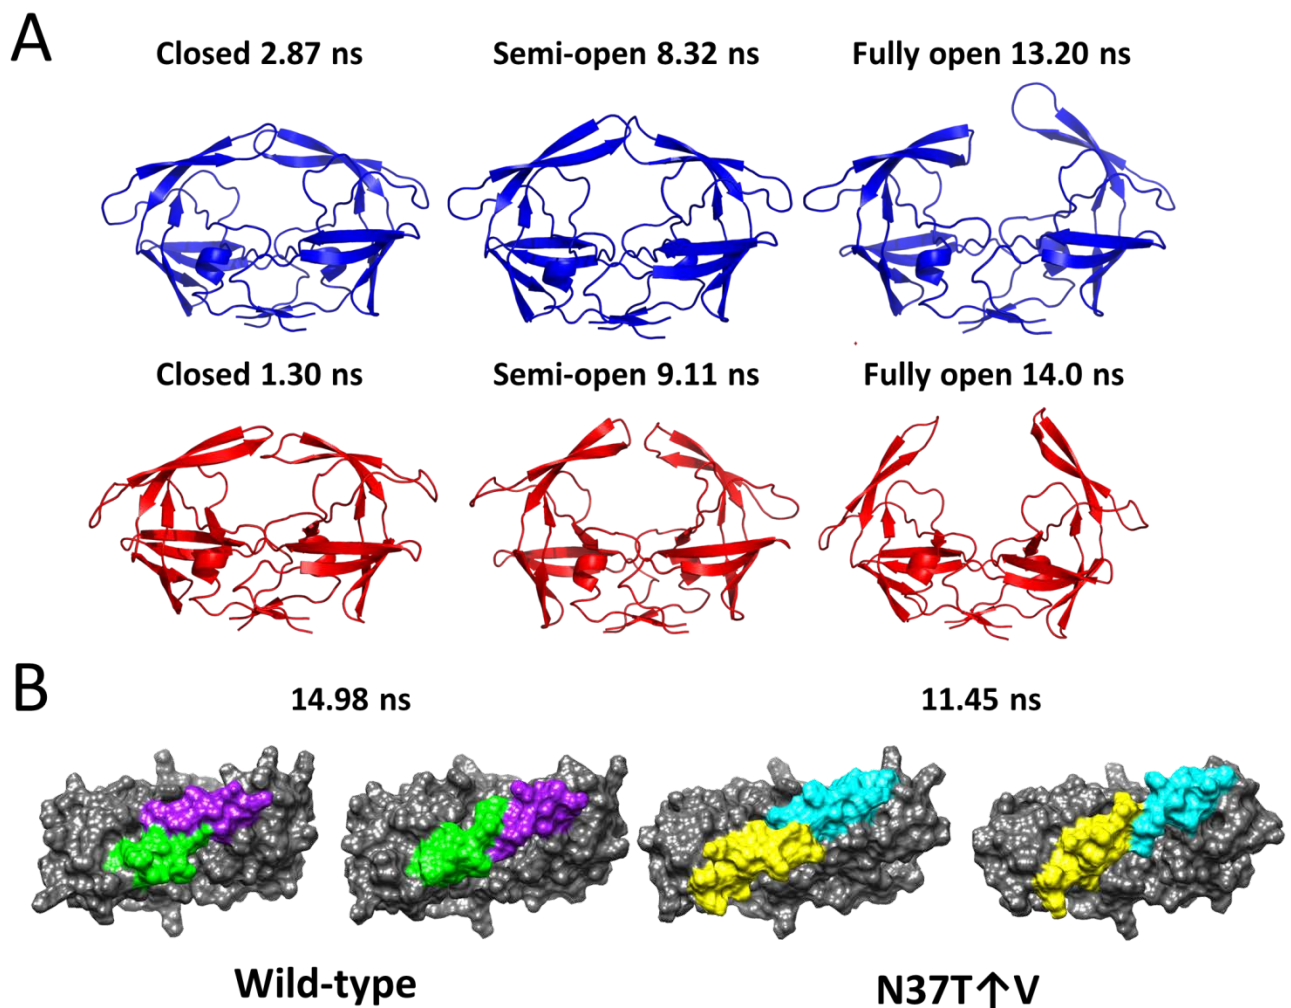 A
Closed 2.87 ns Semi-open 8.32 ns Fully open 13.20 ns
Closed 1.30 ns Semi-open 9.11 ns Fully open 14.0 ns
B
14.98 ns 11.45 ns
Wild-type N37T↑V